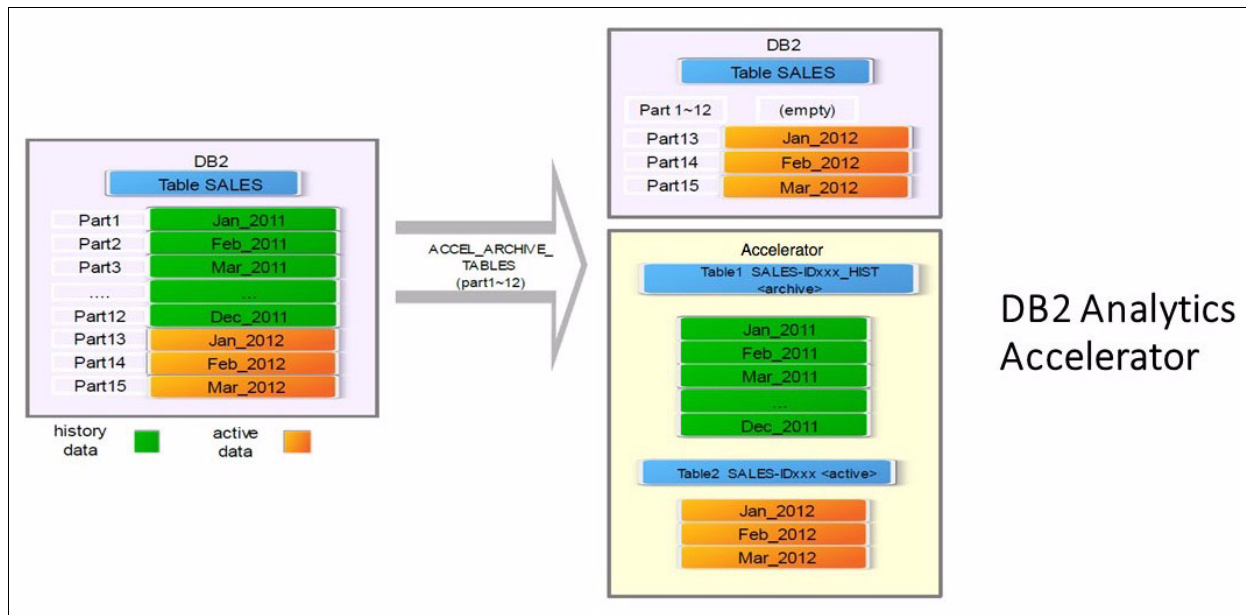 DB2
Table SALES
Part1
Jan_2011
Part2
Feb_2011
Part3
Mar_2011
....
...
Part12
Dec_2011
Part13
Jan_2012
Part14
Feb_2012
Part15
Mar_2012
history
data
active
data
ACCEL_ARCHIVE_
TABLES
(part1~12)
DB2
Table SALES
Part 1~12
(empty)
Part13
Jan_2012
Part14
Feb_2012
Part15
Mar_2012
Accelerator
Table1 SALES-IDxxx_HIST
<archive>
Jan_2011
Feb_2011
Mar_2011
...
Dec_2011
Table2 SALES-IDxxx <active>
Jan_2012
Feb_2012
Mar_2012
DB2 Analytics
Accelerator